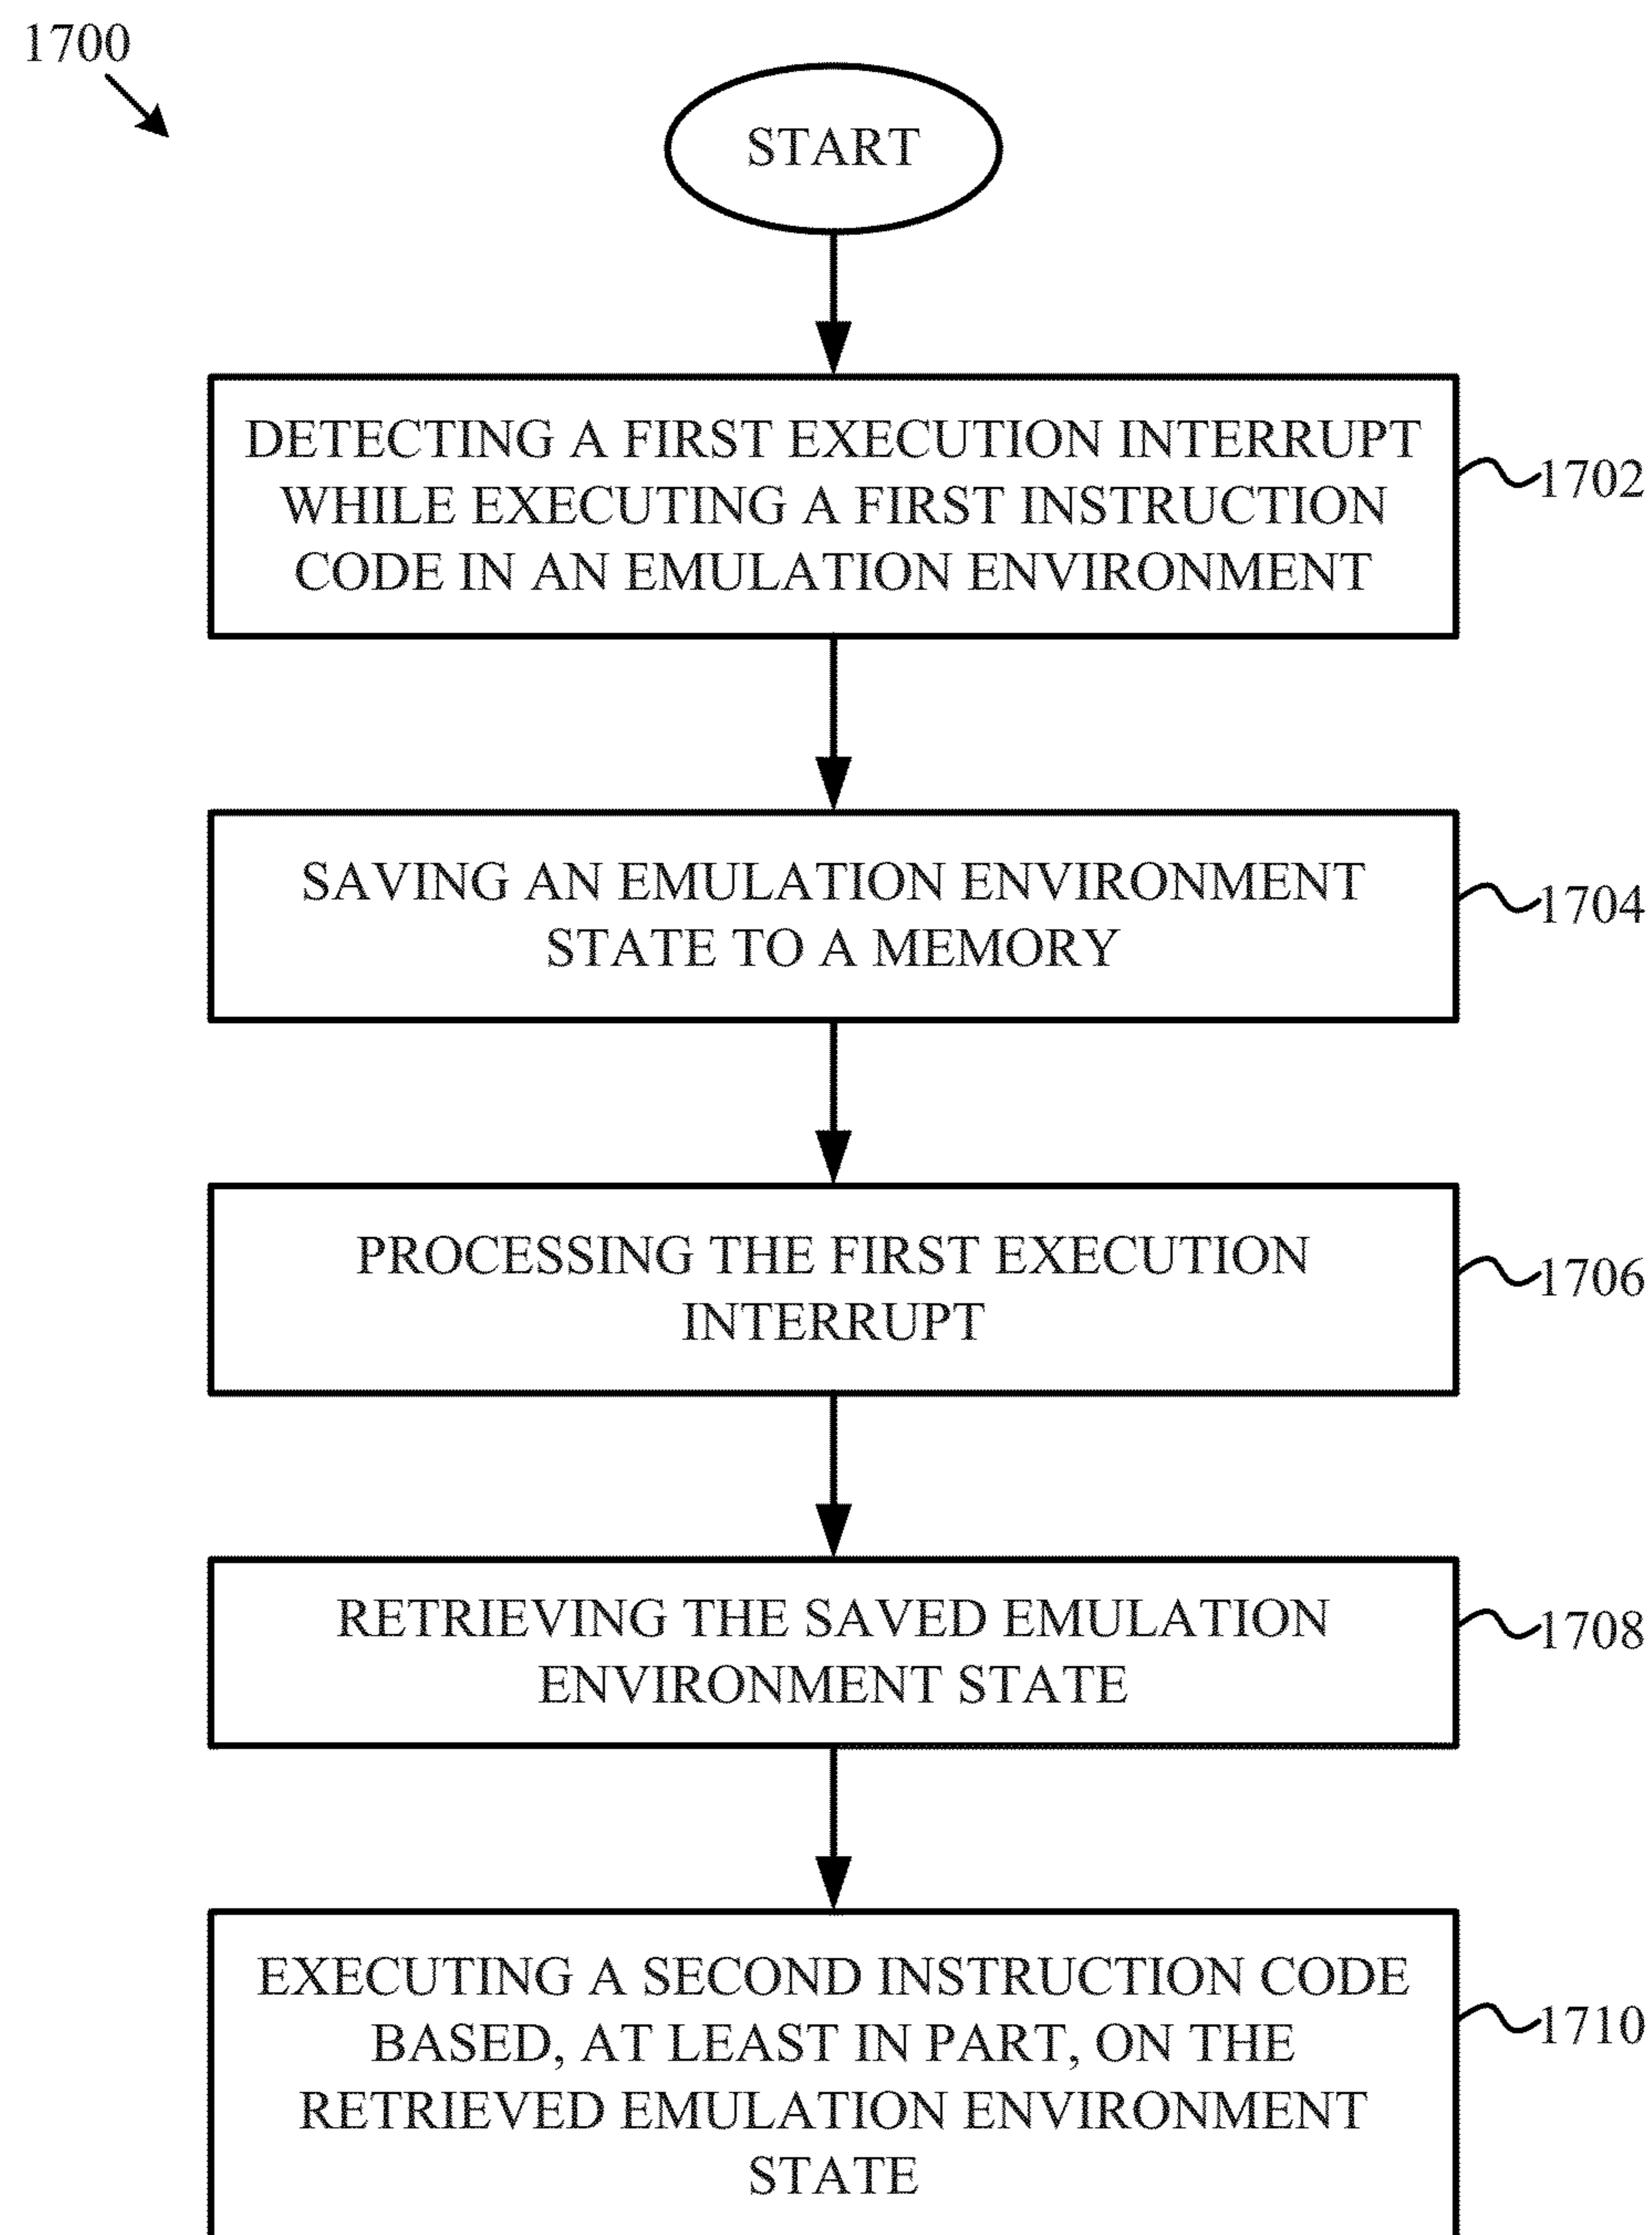 1700
START
DETECTING A FIRST EXECUTION INTERRUPT
WHILE EXECUTING A FIRST INSTRUCTION
CODE IN AN EMULATION ENVIRONMENT
1702
SAVING AN EMULATION ENVIRONMENT
STATE TO A MEMORY
1704
PROCESSING THE FIRST EXECUTION
INTERRUPT
1706
RETRIEVING THE SAVED EMULATION
ENVIRONMENT STATE
1708
EXECUTING A SECOND INSTRUCTION CODE
BASED, AT LEAST IN PART, ON THE
RETRIEVED EMULATION ENVIRONMENT
STATE
1710